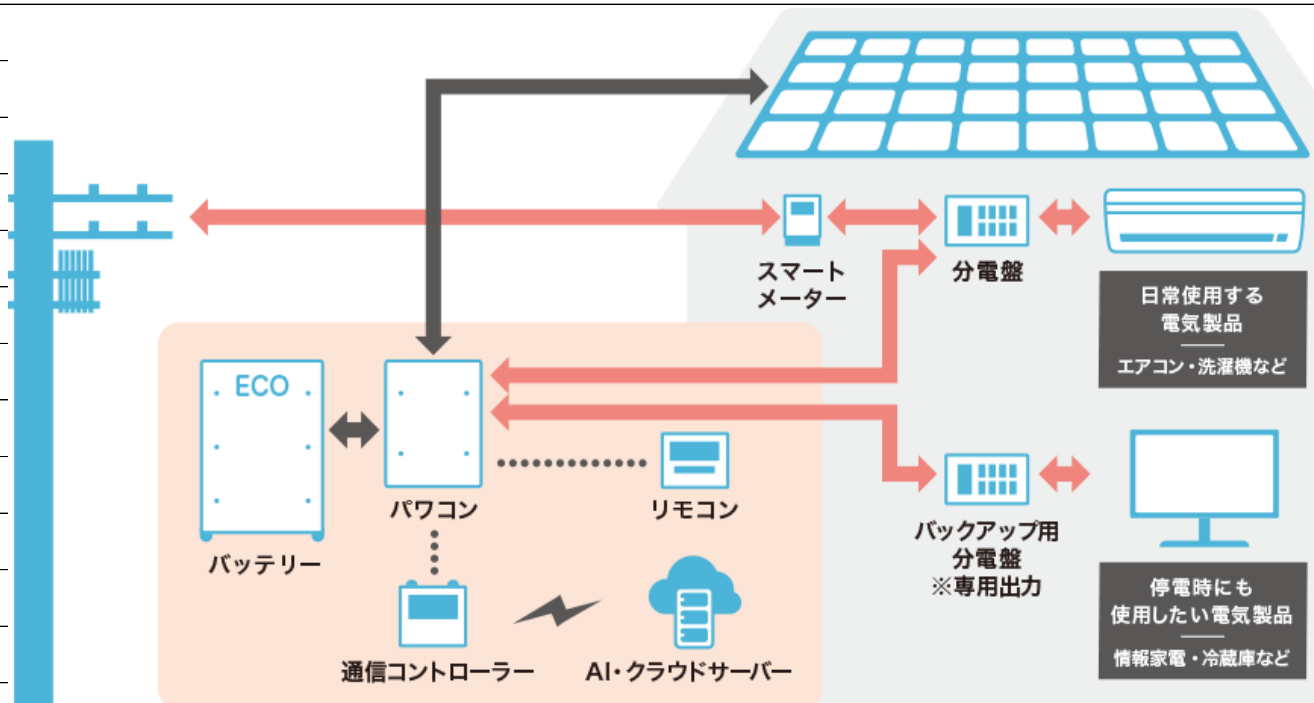 スマート
メーター
分電盤
日常使用する
電気製品
エアコン・洗濯機など
ECO
パワコン
リモコン
バッテリー
バックアップ用
分電盤
※専用出力
停電時にも
使用したい電気製品
情報家電・冷蔵庫など
通信コントローラー
AI・クラウドサーバー